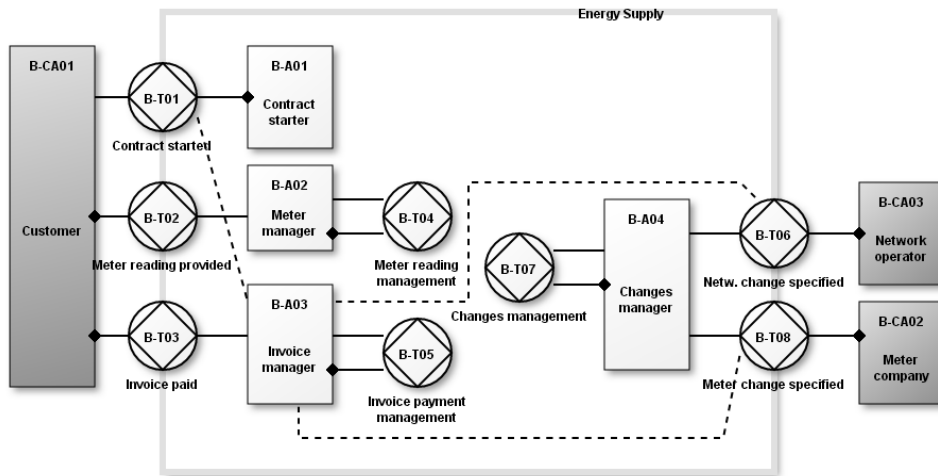 Energy Supply
B-CA01
Customer
B-T01
Contract started
B-A01
Contract
starter
B-T02
Meter reading provided
B-A02
Meter
manager
B-T04
Meter reading
management
B-T03
Invoice paid
B-A03
Invoice
manager
B-T05
Invoice payment
management
B-T07
Changes management
B-A04
Changes
manager
B-T06
Netw. change specified
B-CA03
Network
operator
B-T08
Meter change specified
B-CA02
Meter
company